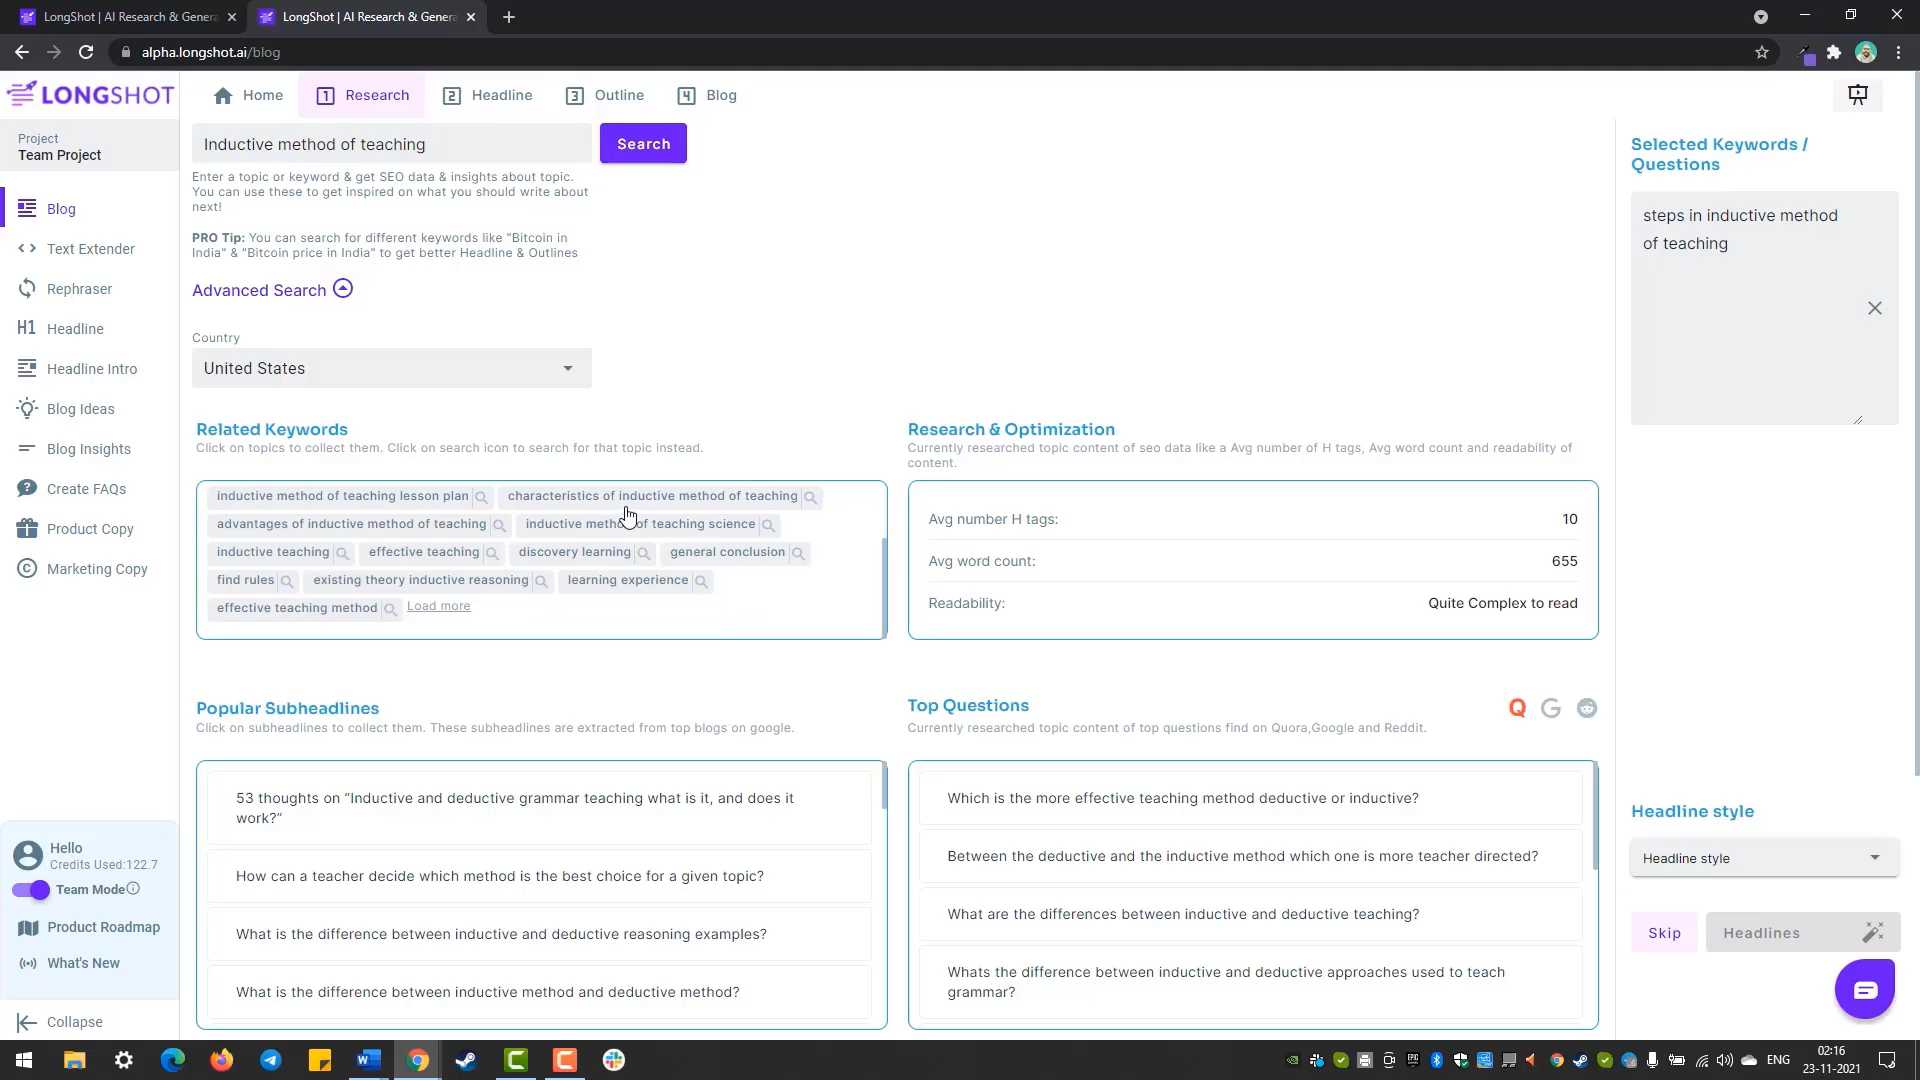 LongShot | AI Research & Genera
LongShot | AI Research & Genera
alpha.longshot.ai/blog
LONGSHOT
Home
1 Research
2 Headline
3 Outline
4 Blog
Project
Team Project
Blog
Text Extender
Rephraser
H1 Headline
Headline Intro
Blog Ideas
Blog Insights
Create FAQs
Product Copy
Marketing Copy
Hello
Credits Used:122.7
Team Mode
Product Roadmap
What's New
Collapse
Inductive method of teaching
Search
Enter a topic or keyword & get SEO data & insights about topic.
You can use these to get inspired on what you should write about
next!
PRO Tip: You can search for different keywords like "Bitcoin in
India" & "Bitcoin price in India" to get better Headline & Outlines
Advanced Search
Country
United States
Related Keywords
Click on topics to collect them. Click on search icon to search for that topic instead.
inductive method of teaching lesson plan
characteristics of inductive method of teaching
advantages of inductive method of teaching
inductive method of teaching science
inductive teaching
effective teaching
discovery learning
general conclusion
find rules
existing theory inductive reasoning
learning experience
effective teaching method
Load more
Research & Optimization
Currently researched topic content of seo data like a Avg number of H tags, Avg word count and readability of
content.
Avg number H tags: 10
Avg word count: 655
Readability: Quite Complex to read
Popular Subheadlines
Click on subheadlines to collect them. These subheadlines are extracted from top blogs on google.
53 thoughts on “Inductive and deductive grammar teaching what is it, and does it
work?”
How can a teacher decide which method is the best choice for a given topic?
What is the difference between inductive and deductive reasoning examples?
What is the difference between inductive method and deductive method?
Top Questions
Currently researched topic content of top questions find on Quora,Google and Reddit.
Which is the more effective teaching method deductive or inductive?
Between the deductive and the inductive method which one is more teacher directed?
What are the differences between inductive and deductive teaching?
Whats the difference between inductive and deductive approaches used to teach
grammar?
Selected Keywords /
Questions
steps in inductive method
of teaching
Headline style
Headline style
Skip
Headlines
ENG
02:16
23-11-2021